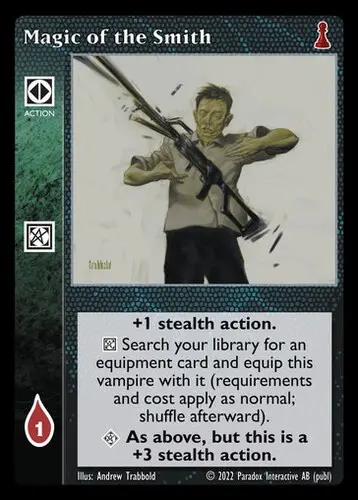 Magic of the Smith
ACTION
Trabbold
+1 stealth action.
Search your library for an
equipment card and equip this
vampire with it (requirements
and cost apply as normal;
shuffle afterward).
As above, but this is a
+3 stealth action.
1
Illus: Andrew Trabbold © 2022 Paradox Interactive AB (publ)